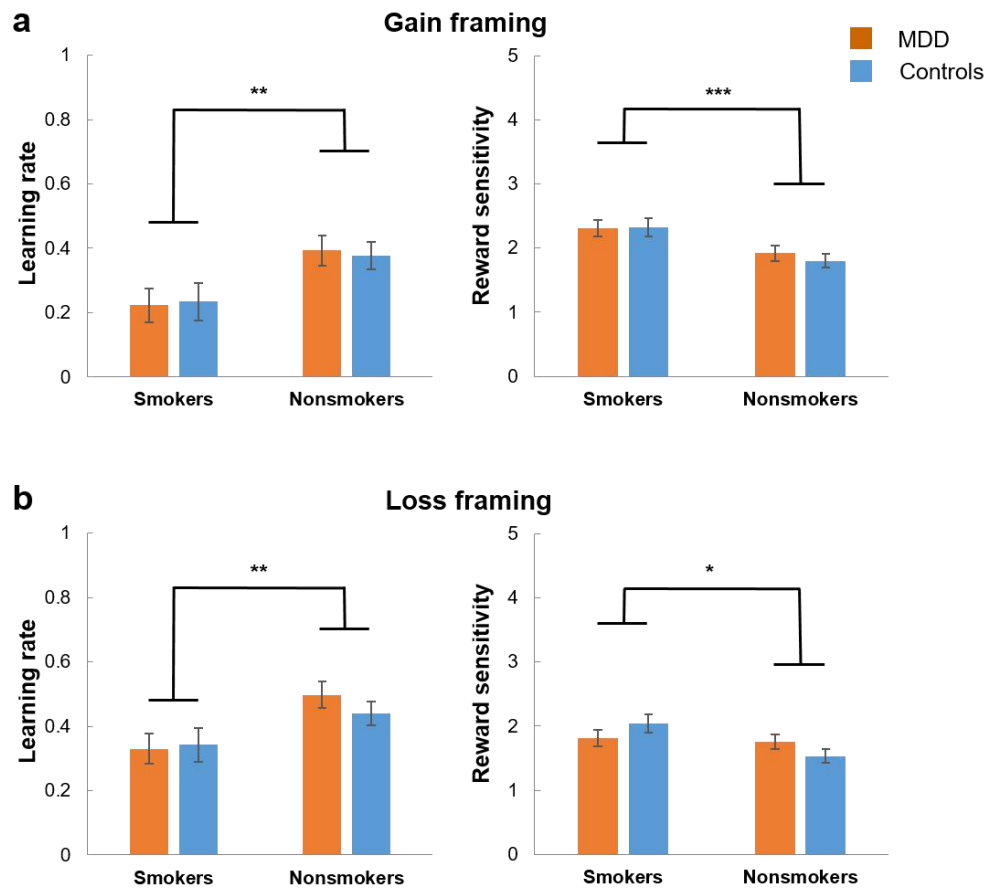 a
Gain framing
MDD
Controls
Learning rate
1
0.8
0.6
0.4
0.2
0
**
Smokers Nonsmokers
Reward sensitivity
5
4
3
2
1
0
***
Smokers Nonsmokers
b
Loss framing
Learning rate
1
0.8
0.6
0.4
0.2
0
**
Smokers Nonsmokers
Reward sensitivity
5
4
3
2
1
0
*
Smokers Nonsmokers